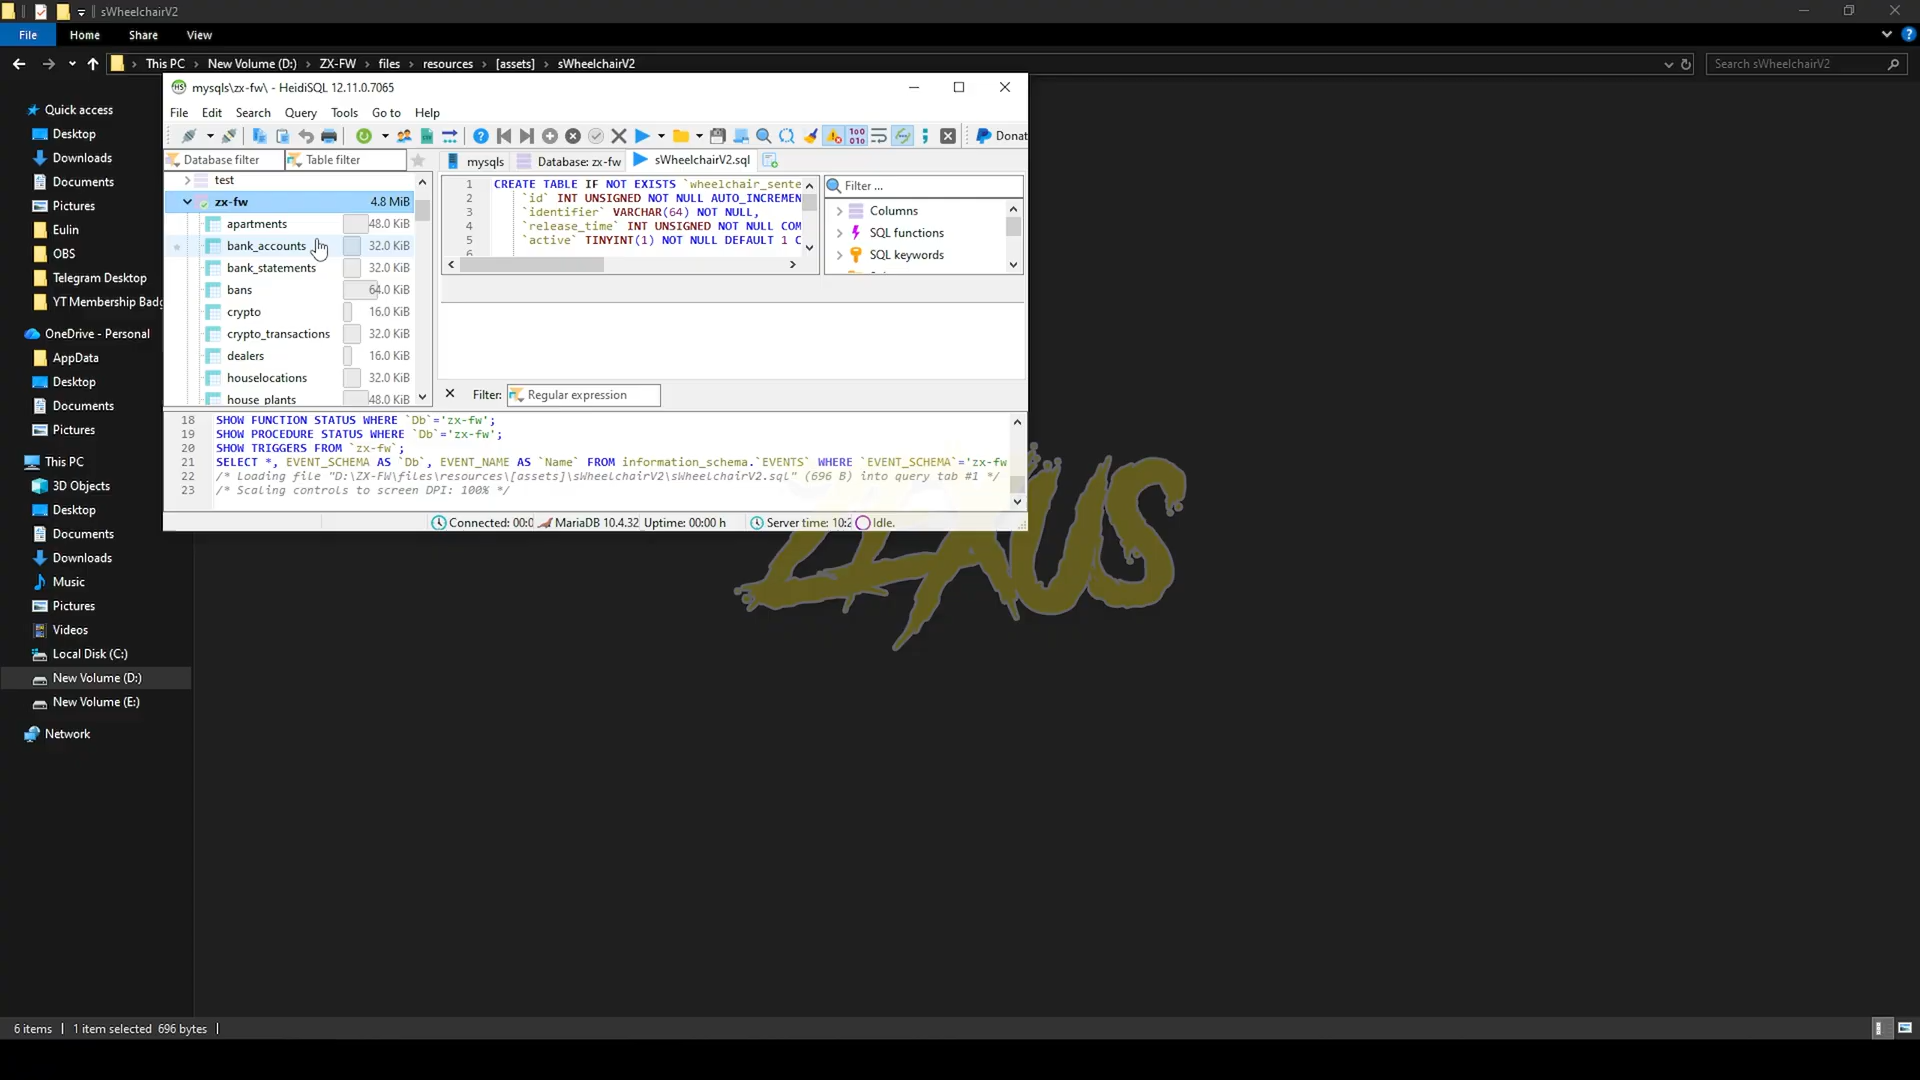 sWheelchairV2
File Home Share View
This PC New Volume (D:) ZX-FW files resources [assets] sWheelchairV2
Search sWheelchairV2
Quick access
Desktop
Downloads
Documents
Pictures
Eulin
OBS
Telegram Desktop
YT Membership Badg
OneDrive - Personal
AppData
Desktop
Documents
Pictures
This PC
3D Objects
Desktop
Documents
Downloads
Music
Pictures
Videos
Local Disk (C:)
New Volume (D:)
New Volume (E:)
Network
mysqls\zx-fw\ - HeidiSQL 12.11.0.7065
File Edit Search Query Tools Go to Help
Donat
Database filter Table filter
mysqls Database: zx-fw sWheelchairV2.sql
test
zx-fw 4.8 MiB
apartments 48.0 KiB
bank_accounts 32.0 KiB
bank_statements 32.0 KiB
bans 64.0 KiB
crypto 16.0 KiB
crypto_transactions 32.0 KiB
dealers 16.0 KiB
houselocations 32.0 KiB
house_plants 48.0 KiB
1 CREATE TABLE IF NOT EXISTS `wheelchair_sente
2 `id` INT UNSIGNED NOT NULL AUTO_INCREMEN
3 `identifier` VARCHAR(64) NOT NULL,
4 `release_time` INT UNSIGNED NOT NULL COM
5 `active` TINYINT(1) NOT NULL DEFAULT 1 C
6
Filter ...
Columns
SQL functions
SQL keywords
Filter: Regular expression
18 SHOW FUNCTION STATUS WHERE `Db`='zx-fw';
19 SHOW PROCEDURE STATUS WHERE `Db`='zx-fw';
20 SHOW TRIGGERS FROM `zx-fw`;
21 SELECT *, EVENT_SCHEMA AS `Db`, EVENT_NAME AS `Name` FROM information_schema.`EVENTS` WHERE `EVENT_SCHEMA`='zx-fw
22 /* Loading file "D:\ZX-FW\files\resources\[assets]\sWheelchairV2\sWheelchairV2.sql" (696 B) into query tab #1 */
23 /* Scaling controls to screen DPI: 100% */
Connected: 00:0 MariaDB 10.4.32 Uptime: 00:00 h Server time: 10:2 Idle.
6 items 1 item selected 696 bytes